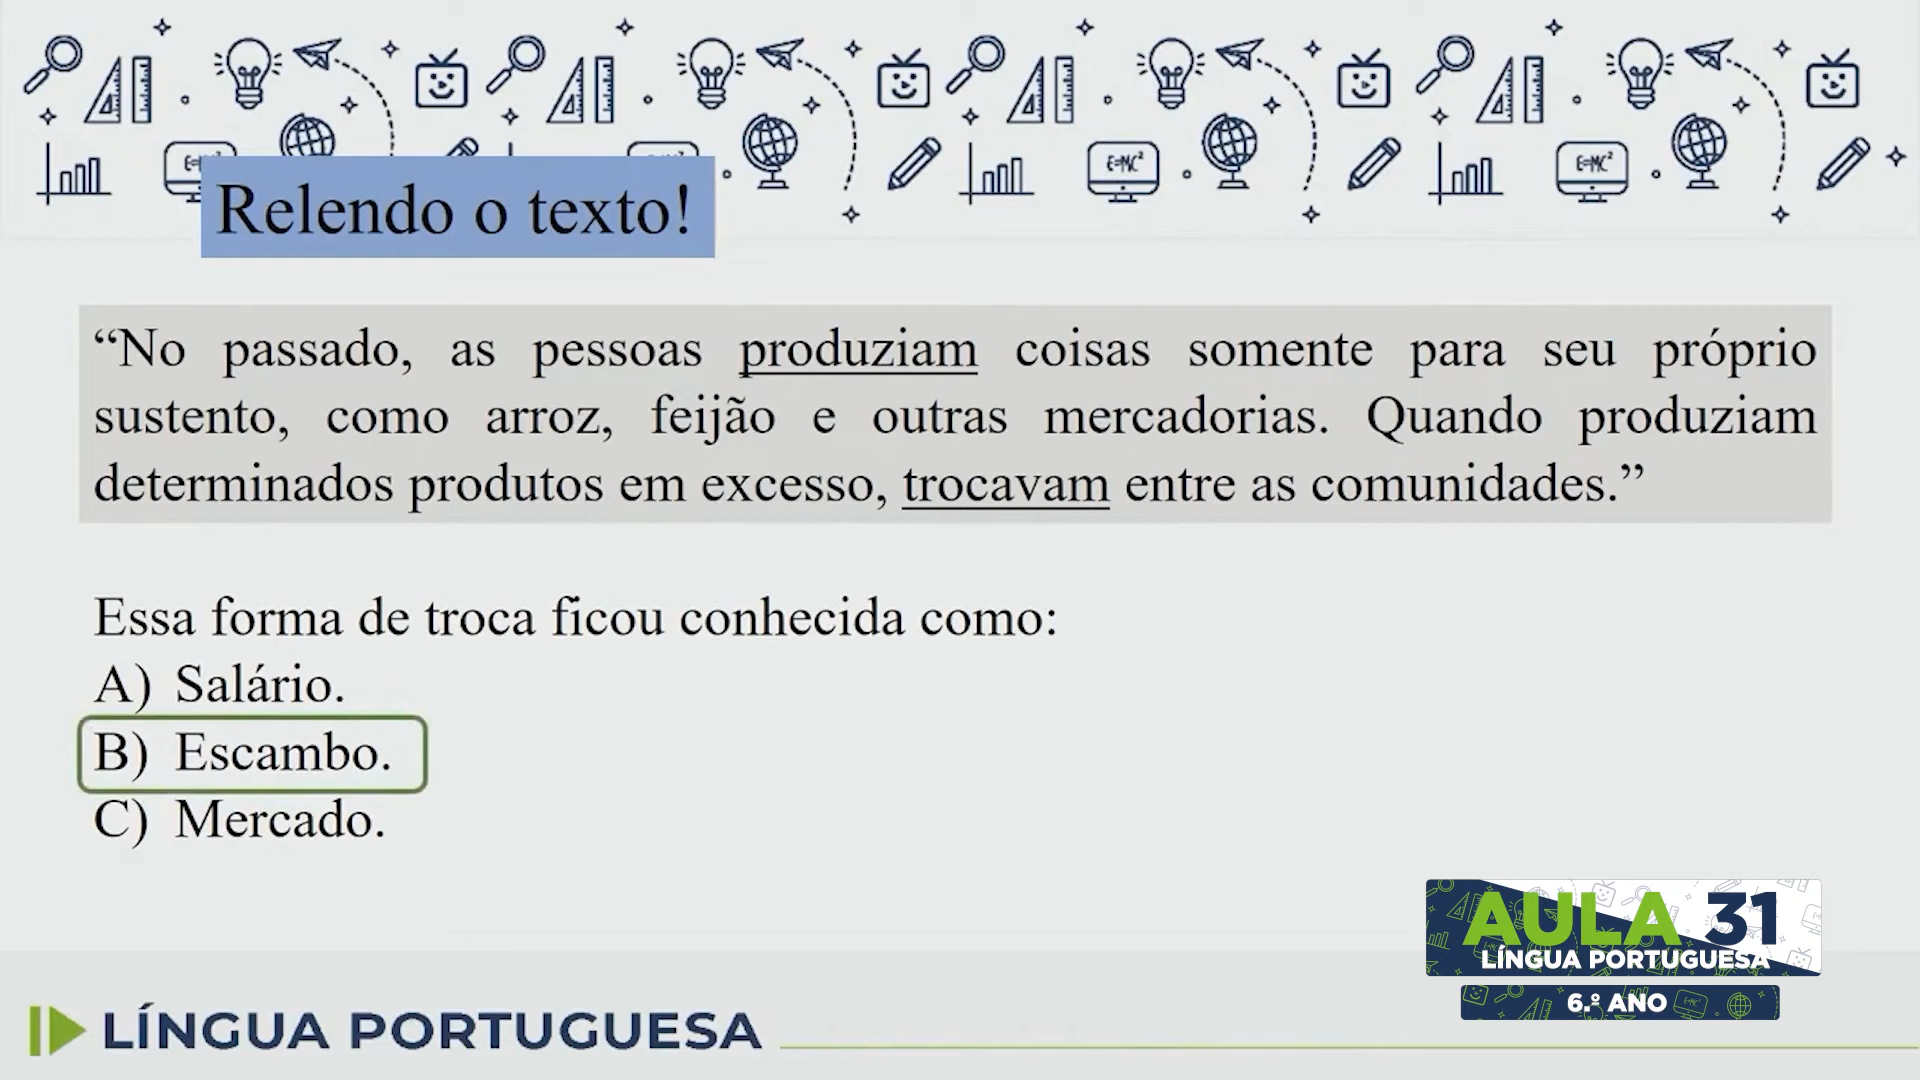 E=MC²
E=MC²
Relendo o texto!
“No passado, as pessoas produziam coisas somente para seu próprio
sustento, como arroz, feijão e outras mercadorias. Quando produziam
determinados produtos em excesso, trocavam entre as comunidades.”
Essa forma de troca ficou conhecida como:
A) Salário.
B) Escambo.
C) Mercado.
AULA 31
LÍNGUA PORTUGUESA
6.º ANO
LÍNGUA PORTUGUESA